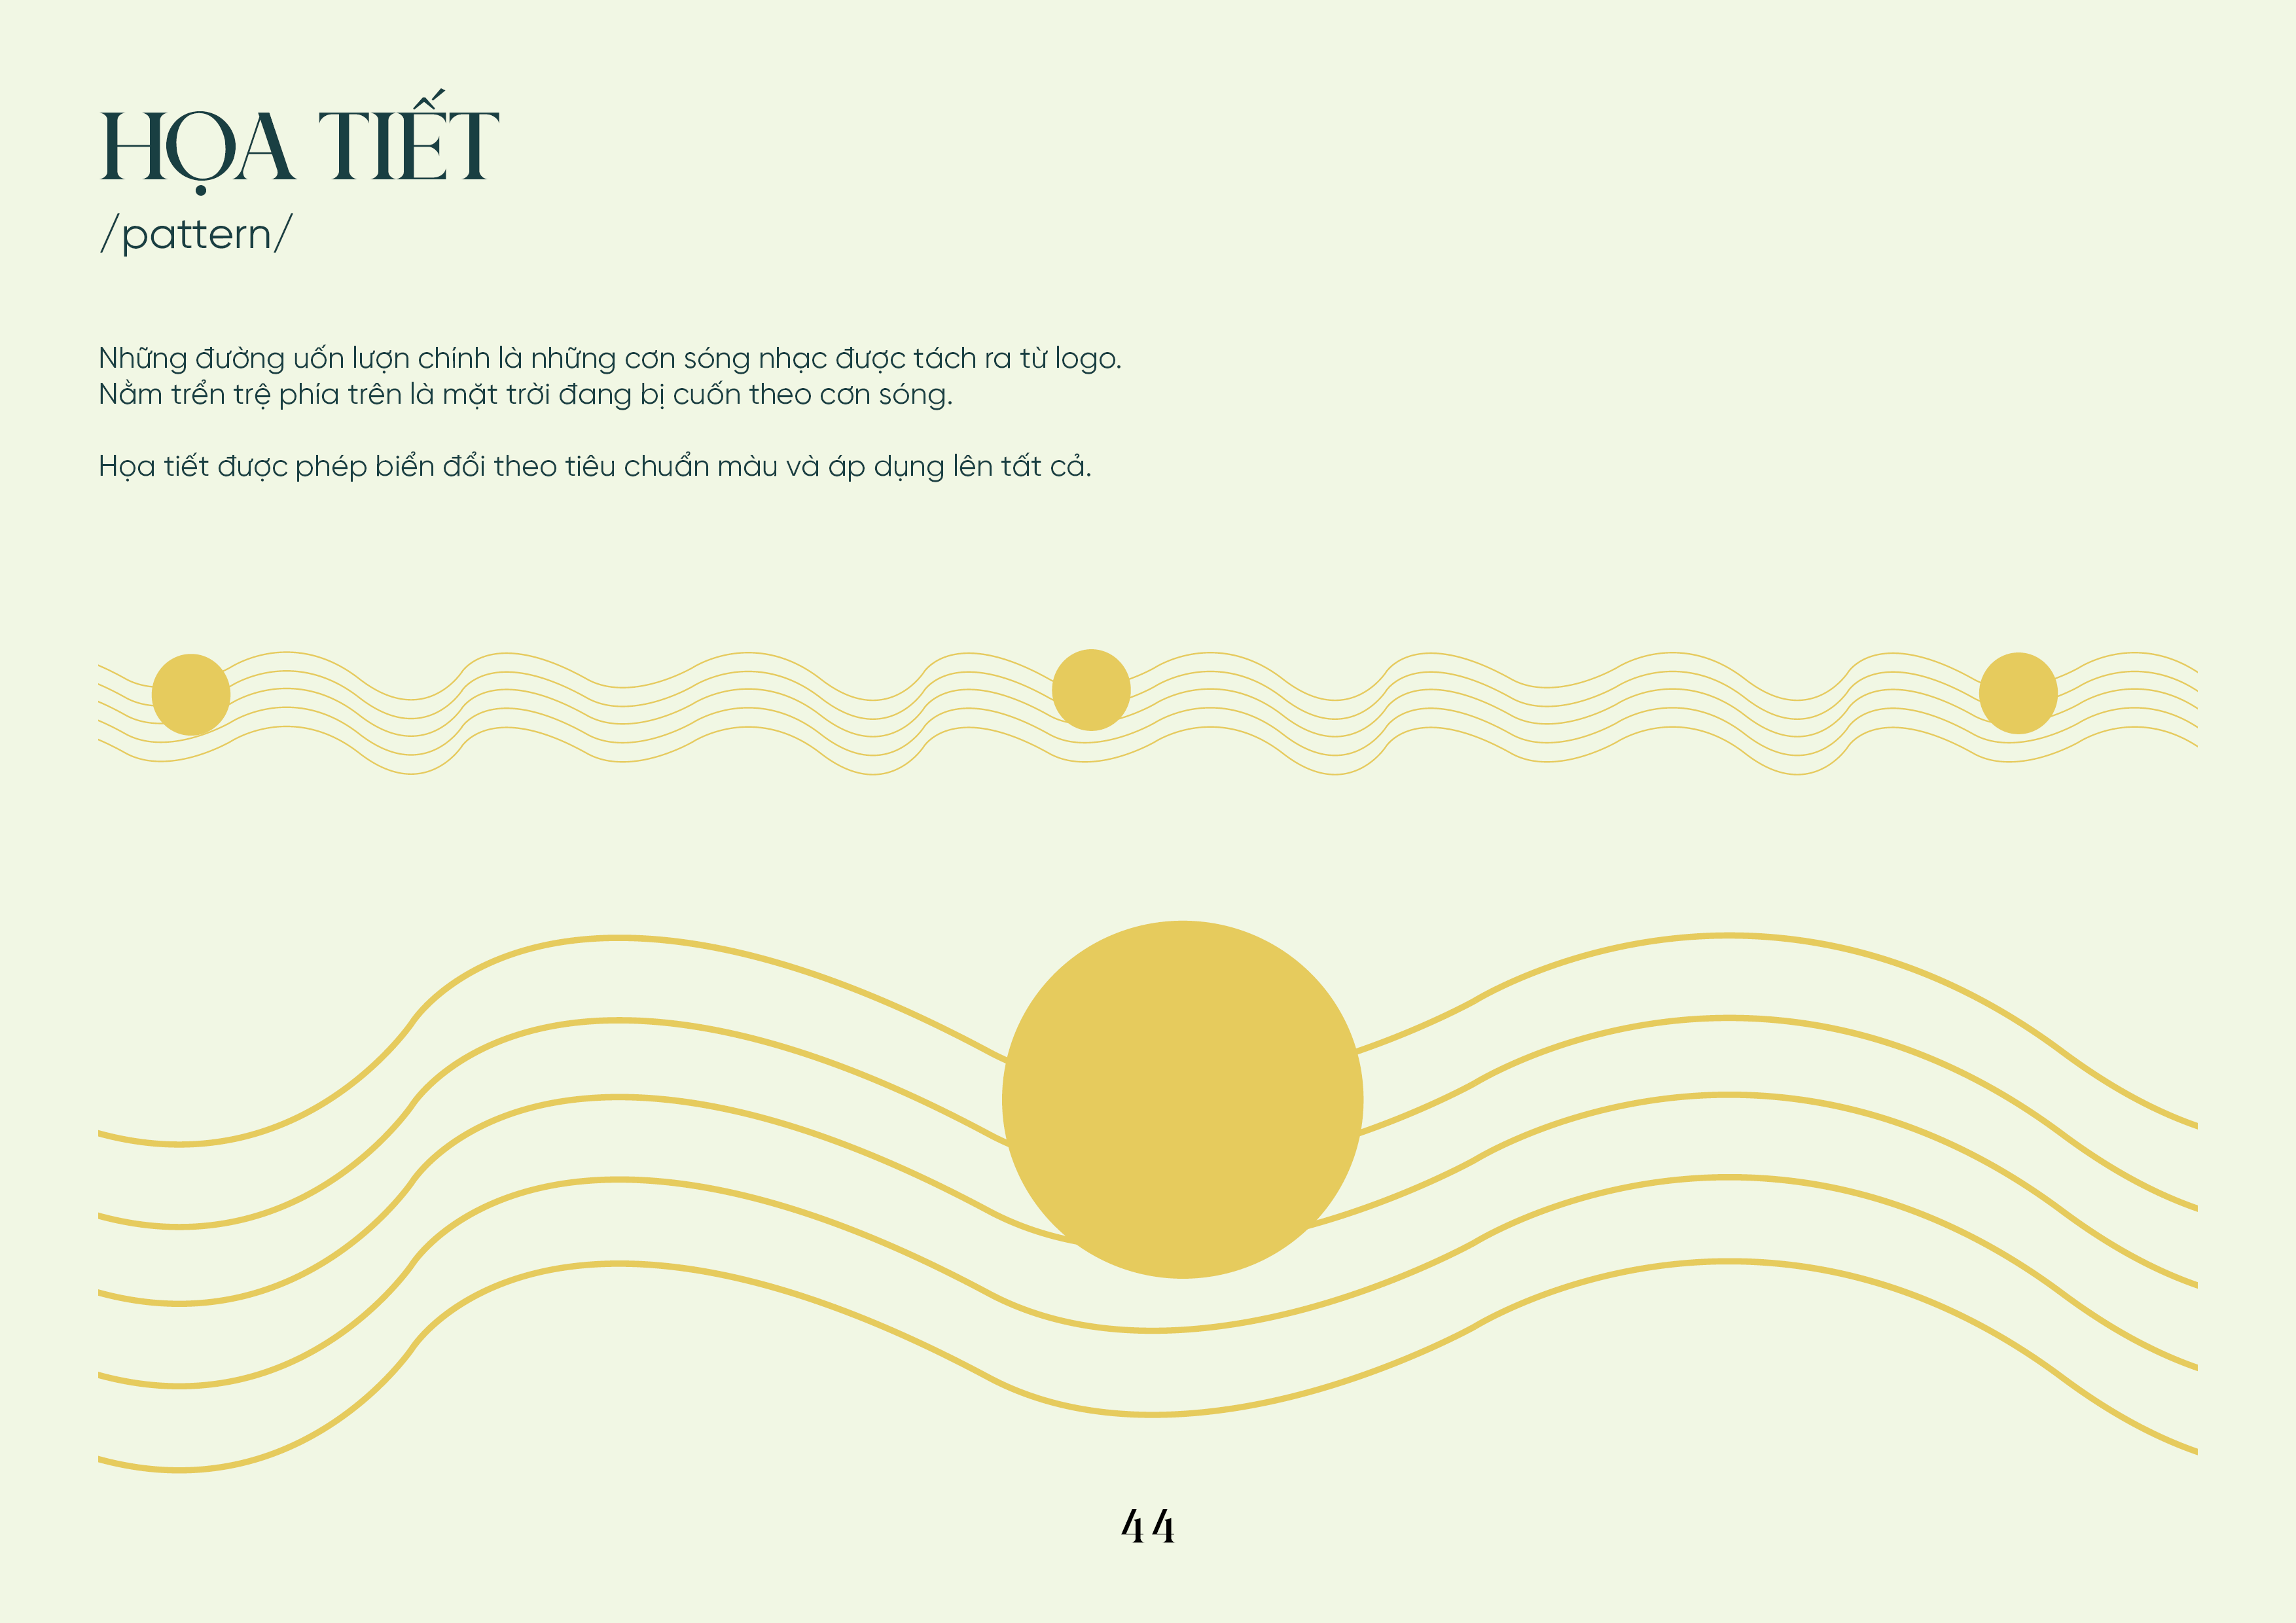 HỌA TIẾT
/pattern/
Những đường uốn lượn chính là những cơn sóng nhạc được tách ra từ logo.
Nằm trển trệ phía trên là mặt trời đang bị cuốn theo cơn sóng.
Họa tiết được phép biển đổi theo tiêu chuẩn màu và áp dụng lên tất cả.
44